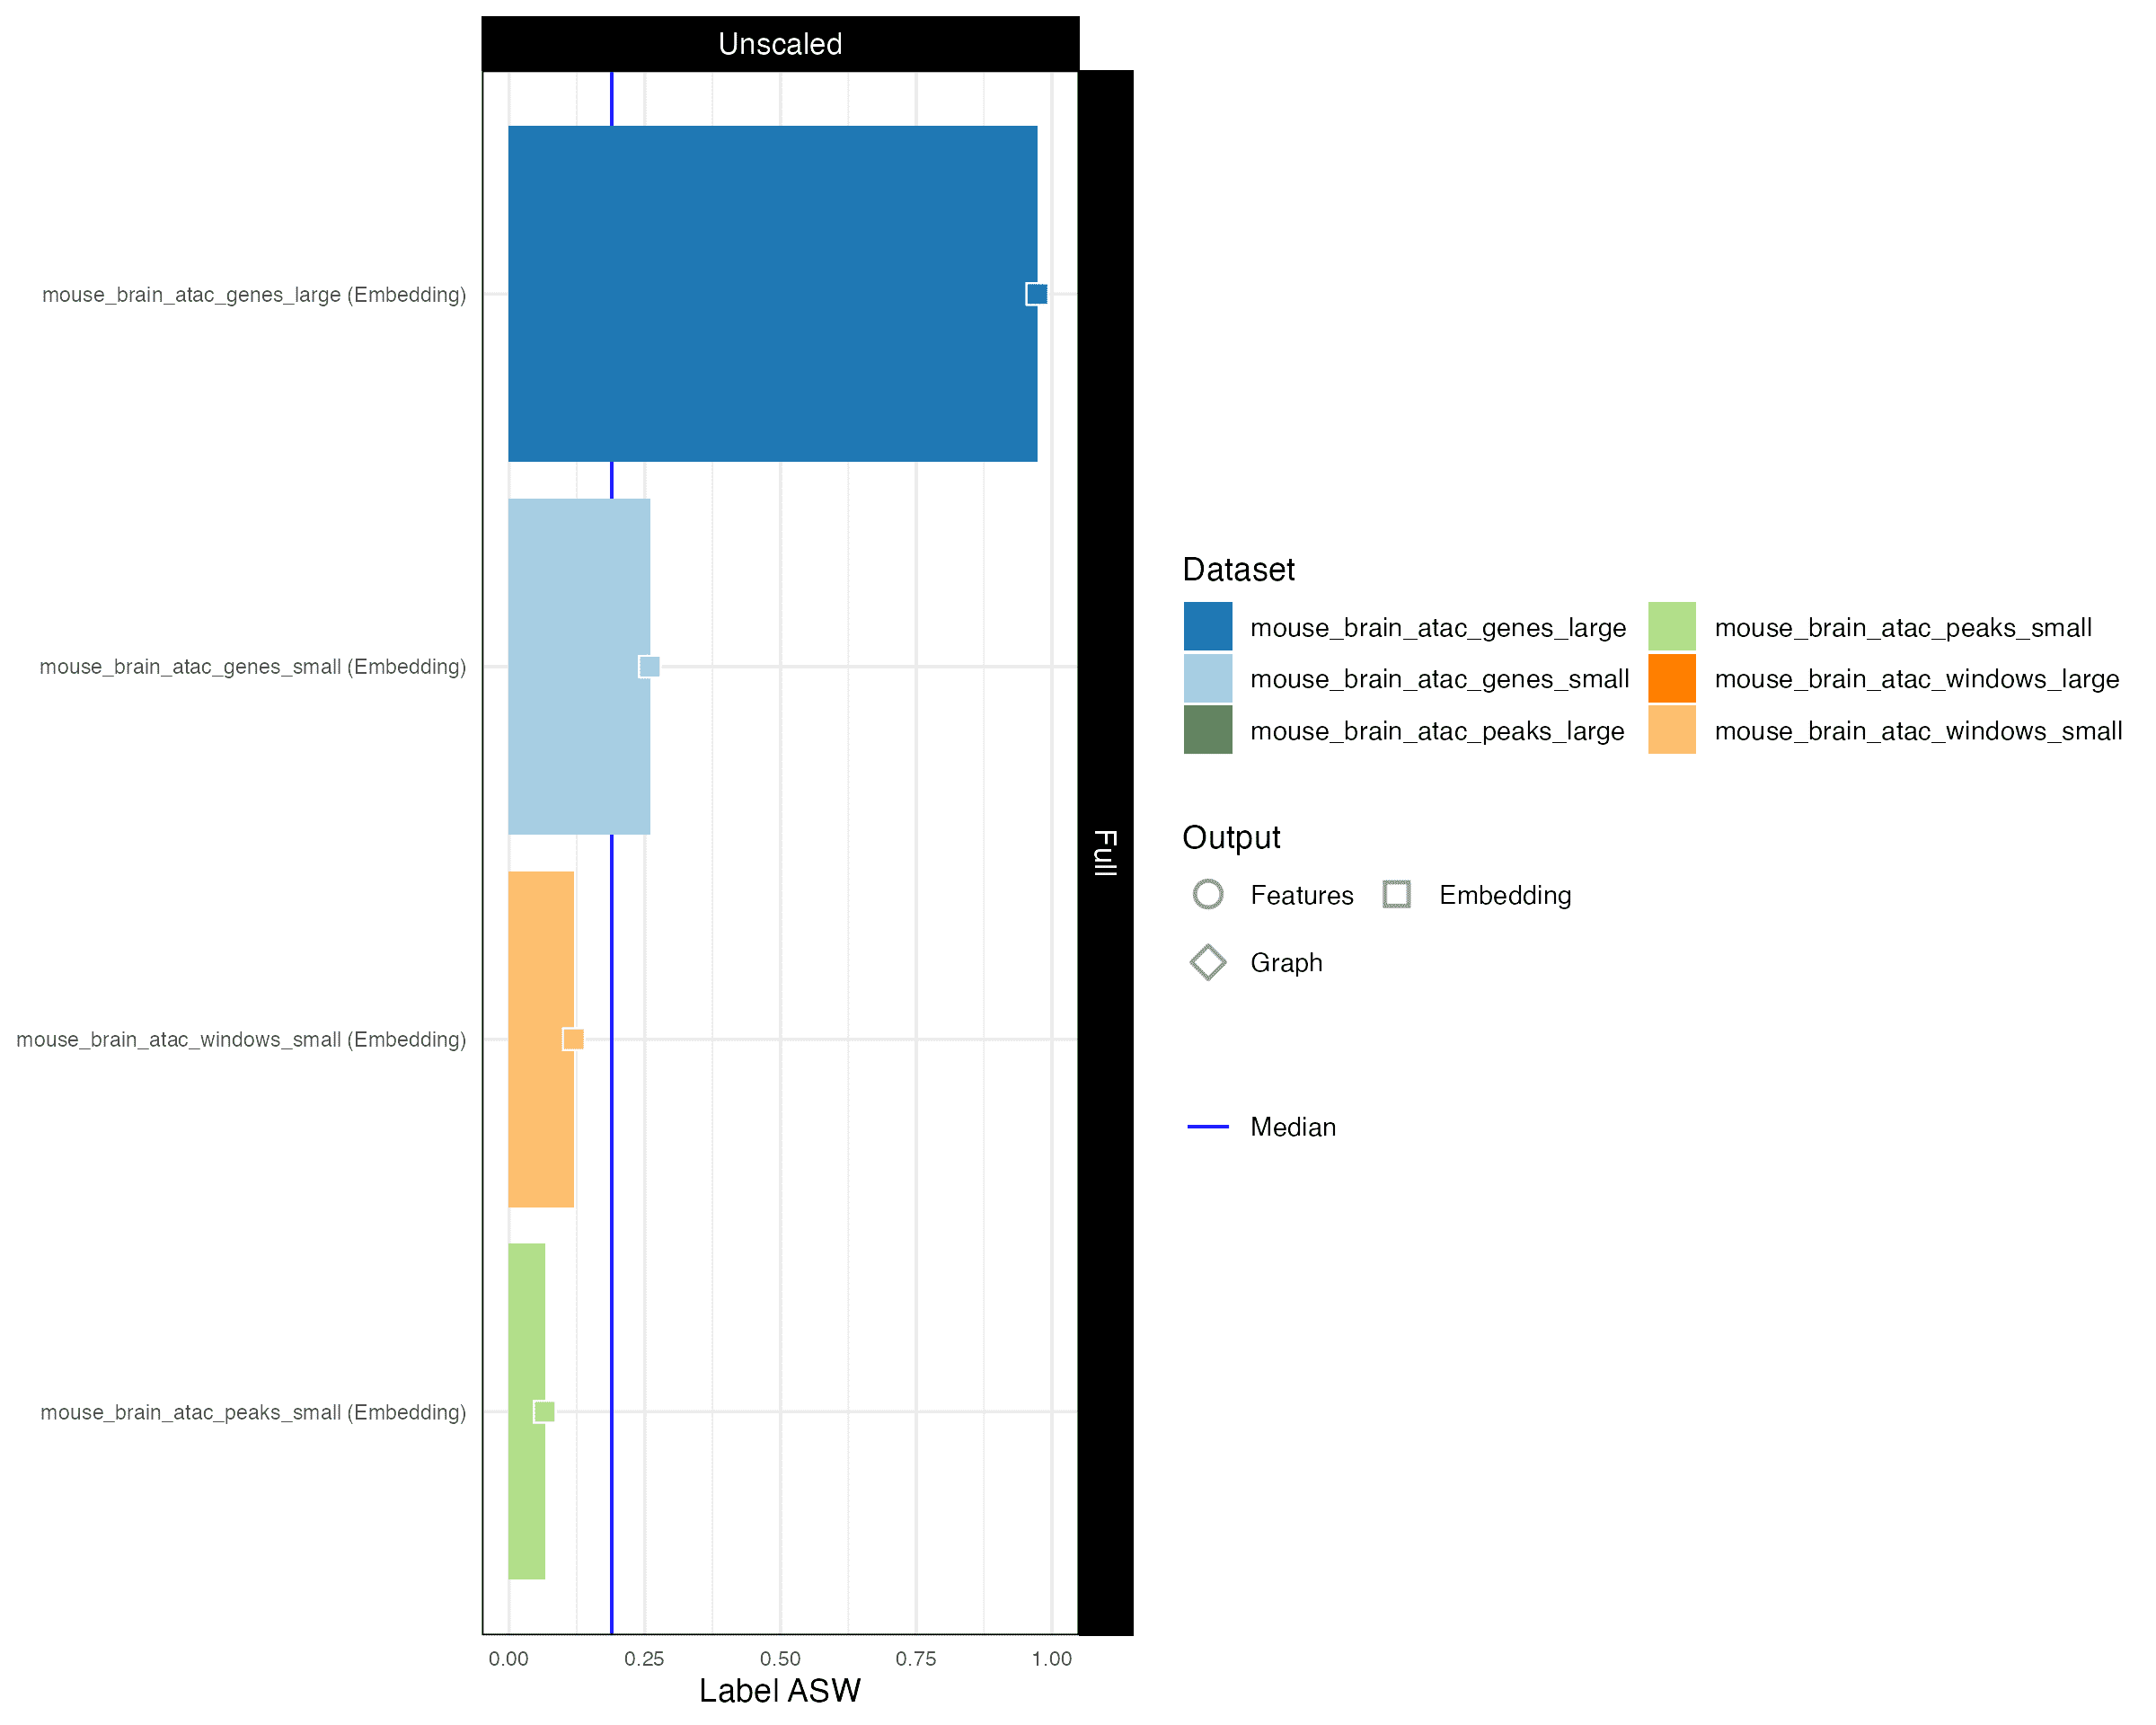 Unscaled
mouse_brain_atac_genes_large (Embedding)
mouse_brain_atac_genes_small (Embedding)
mouse_brain_atac_windows_small (Embedding)
mouse_brain_atac_peaks_small (Embedding)
0.00 0.25 0.50 0.75 1.00
Label ASW
Full
Dataset
mouse_brain_atac_genes_large mouse_brain_atac_peaks_small
mouse_brain_atac_genes_small mouse_brain_atac_windows_large
mouse_brain_atac_peaks_large mouse_brain_atac_windows_small
Output
Features Embedding
Graph
Median